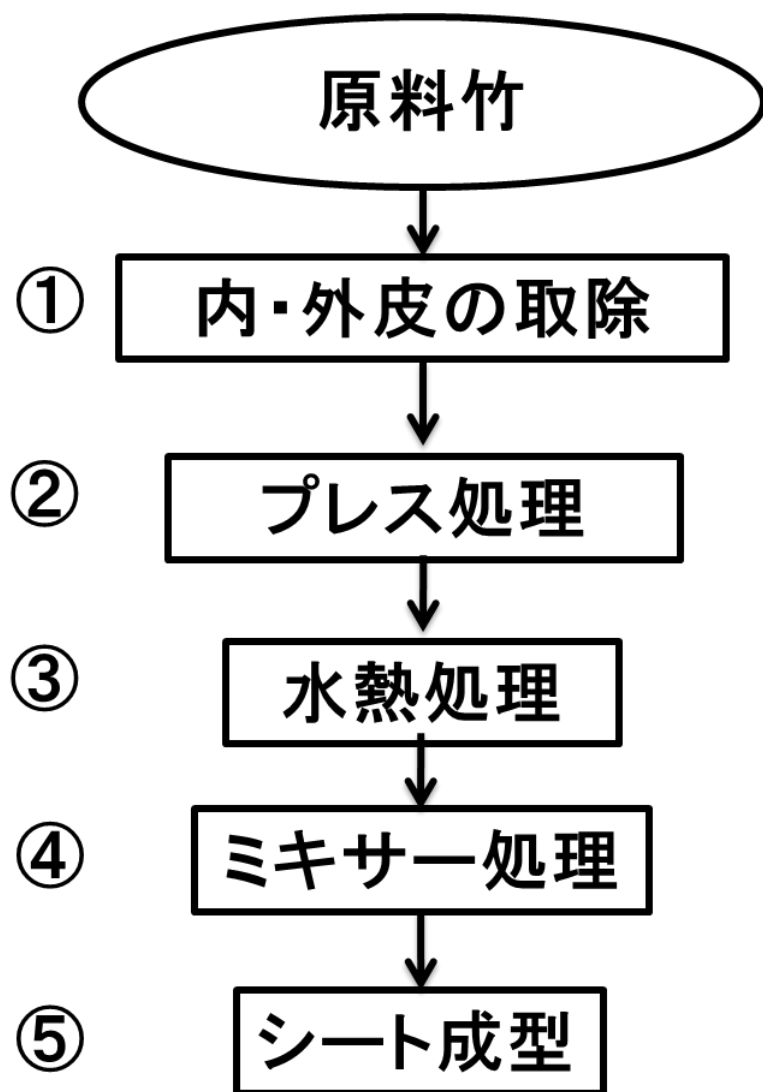 原料竹
① 内・外皮の取除
② プレス処理
③ 水熱処理
④ ミキサー処理
⑤ シート成型